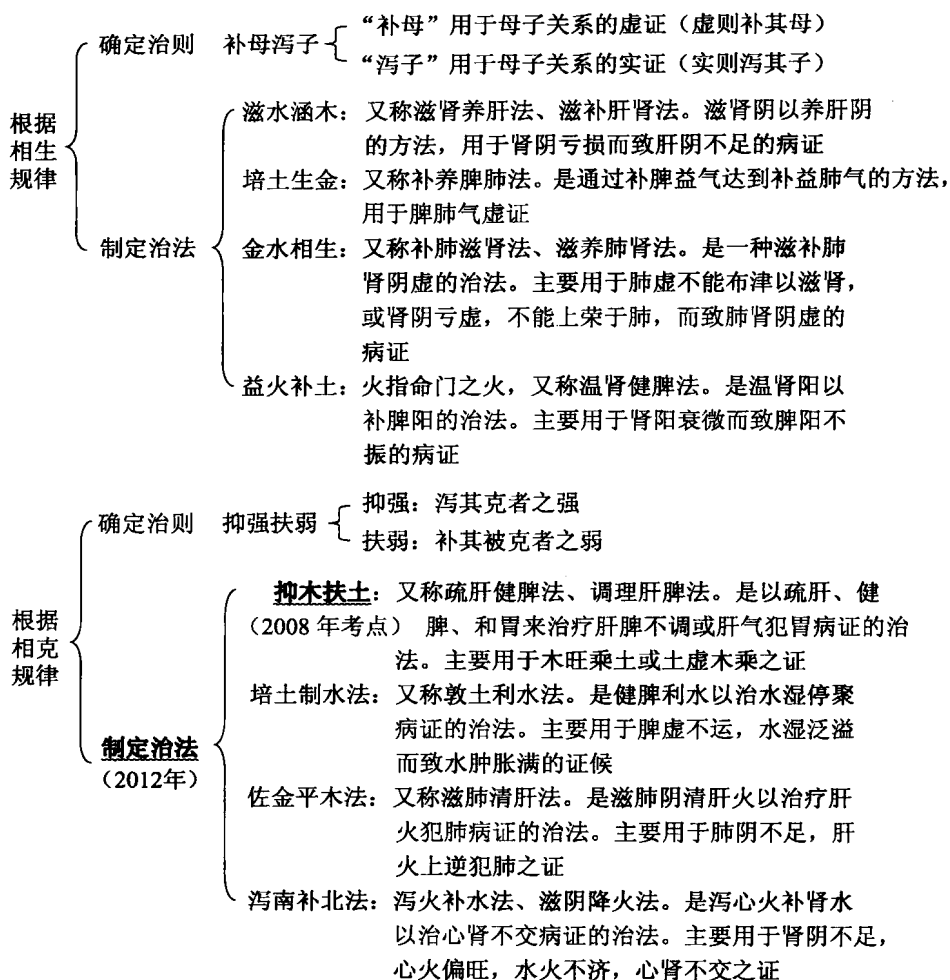 根据
相生
规律
确定治则 补母泻子
“补母”用于母子关系的虚证（虚则补其母）
“泻子”用于母子关系的实证（实则泻其子）
制定治法
滋水涵木：又称滋肾养肝法、滋补肝肾法。滋肾阴以养肝阴
的方法，用于肾阴亏损而致肝阴不足的病证
培土生金：又称补养脾肺法。是通过补脾益气达到补益肺气的方法，
用于脾肺气虚证
金水相生：又称补肺滋肾法、滋养肺肾法。是一种滋补肺
肾阴虚的治法。主要用于肺虚不能布津以滋肾，
或肾阴亏虚，不能上荣于肺，而致肺肾阴虚的
病证
益火补土：火指命门之火，又称温肾健脾法。是温肾阳以
补脾阳的治法。主要用于肾阳衰微而致脾阳不
振的病证
根据
相克
规律
确定治则 抑强扶弱
抑强：泻其克者之强
扶弱：补其被克者之弱
制定治法
（2012年）
抑木扶土：又称疏肝健脾法、调理肝脾法。是以疏肝、健
（2008 年考点） 脾、和胃来治疗肝脾不调或肝气犯胃病证的治
法。主要用于木旺乘土或土虚木乘之证
培土制水法：又称敦土利水法。是健脾利水以治水湿停聚
病证的治法。主要用于脾虚不运，水湿泛溢
而致水肿胀满的证候
佐金平木法：又称滋肺清肝法。是滋肺阴清肝火以治疗肝
火犯肺病证的治法。主要用于肺阴不足，肝
火上逆犯肺之证
泻南补北法：泻火补水法、滋阴降火法。是泻心火补肾水
以治心肾不交病证的治法。主要用于肾阴不足，
心火偏旺，水火不济，心肾不交之证